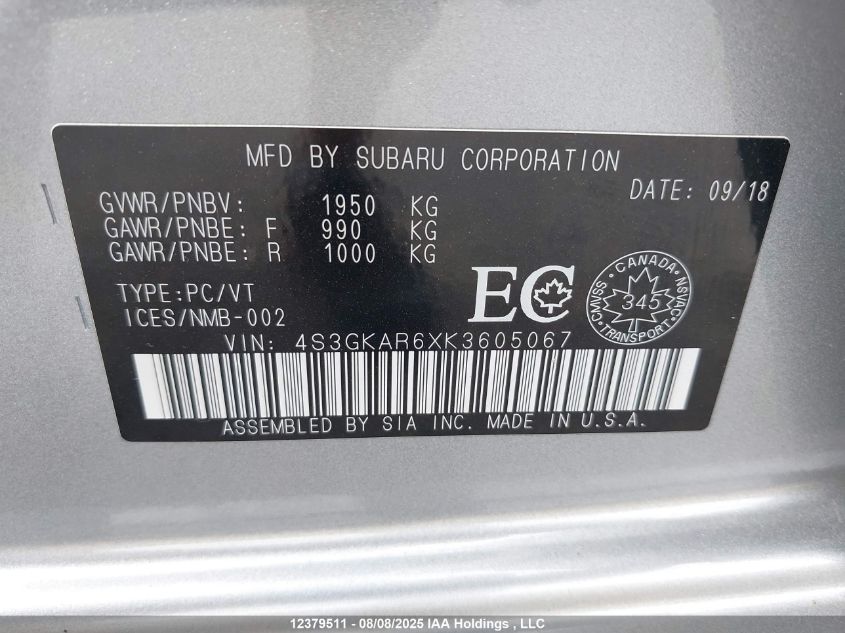 MFD BY SUBARU CORPORATION
DATE: 09/18
GVWR/PNBV: 1950 KG
GAWR/PNBE: F 990 KG
GAWR/PNBE: R 1000 KG
TYPE:PC/VT
ICES/NMB-002
EC
CANADA
CMVSS 345 NSVAC
TRANSPORT
VIN: 4S3GKAR6XK3605067
ASSEMBLED BY SIA INC. MADE IN U.S.A.
12379511 - 08/08/2025 IAA Holdings , LLC